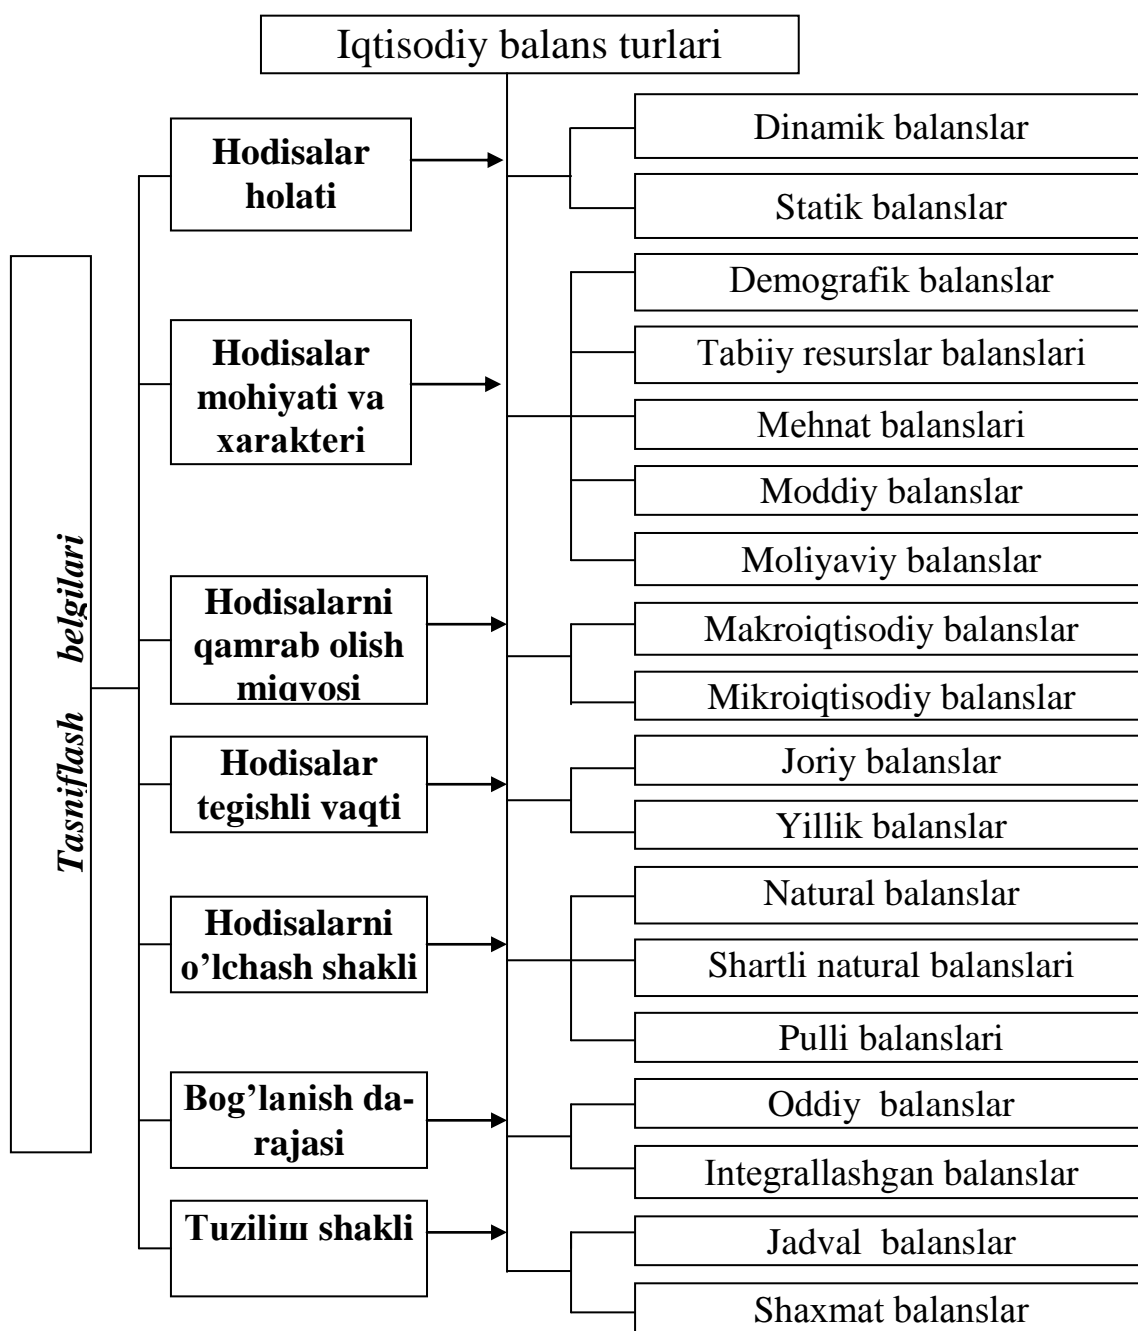 Iqtisodiy balans turlari
Tasniflash belgilari
Hodisalar
holati
Dinamik balanslar
Statik balanslar
Hodisalar
mohiyati va
xarakteri
Demografik balanslar
Tabiiy resurslar balanslari
Mehnat balanslari
Moddiy balanslar
Moliyaviy balanslar
Hodisalarni
qamrab olish
miqyosi
Makroiqtisodiy balanslar
Mikroiqtisodiy balanslar
Hodisalar
tegishli vaqti
Joriy balanslar
Yillik balanslar
Hodisalarni
o’lchash shakli
Natural balanslar
Shartli natural balanslari
Pulli balanslari
Bog’lanish da-
rajasi
Oddiy balanslar
Integrallashgan balanslar
Tuziliш shakli
Jadval balanslar
Shaxmat balanslar